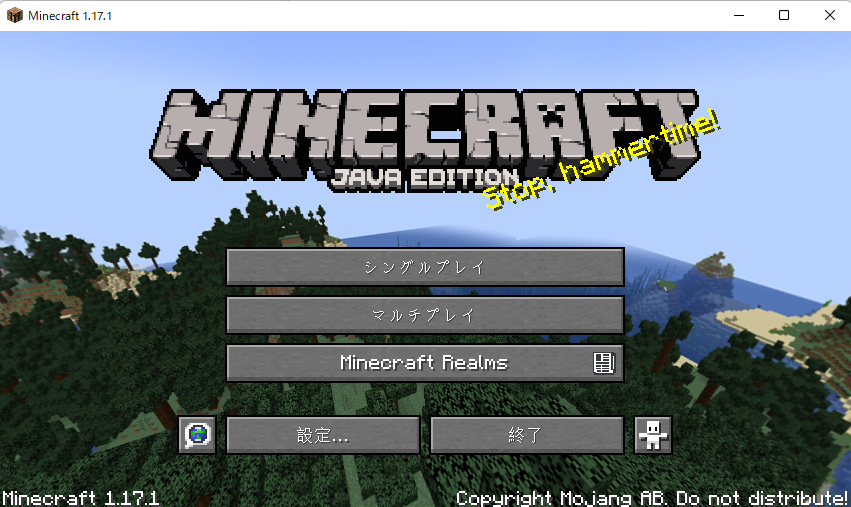 Minecraft 1.17.1
MINECRAFT
JAVA EDITION
Stop, hammertime!
シングルプレイ
マルチプレイ
Minecraft Realms
設定...
終了
Minecraft 1.17.1
Copyright Mojang AB. Do not distribute!